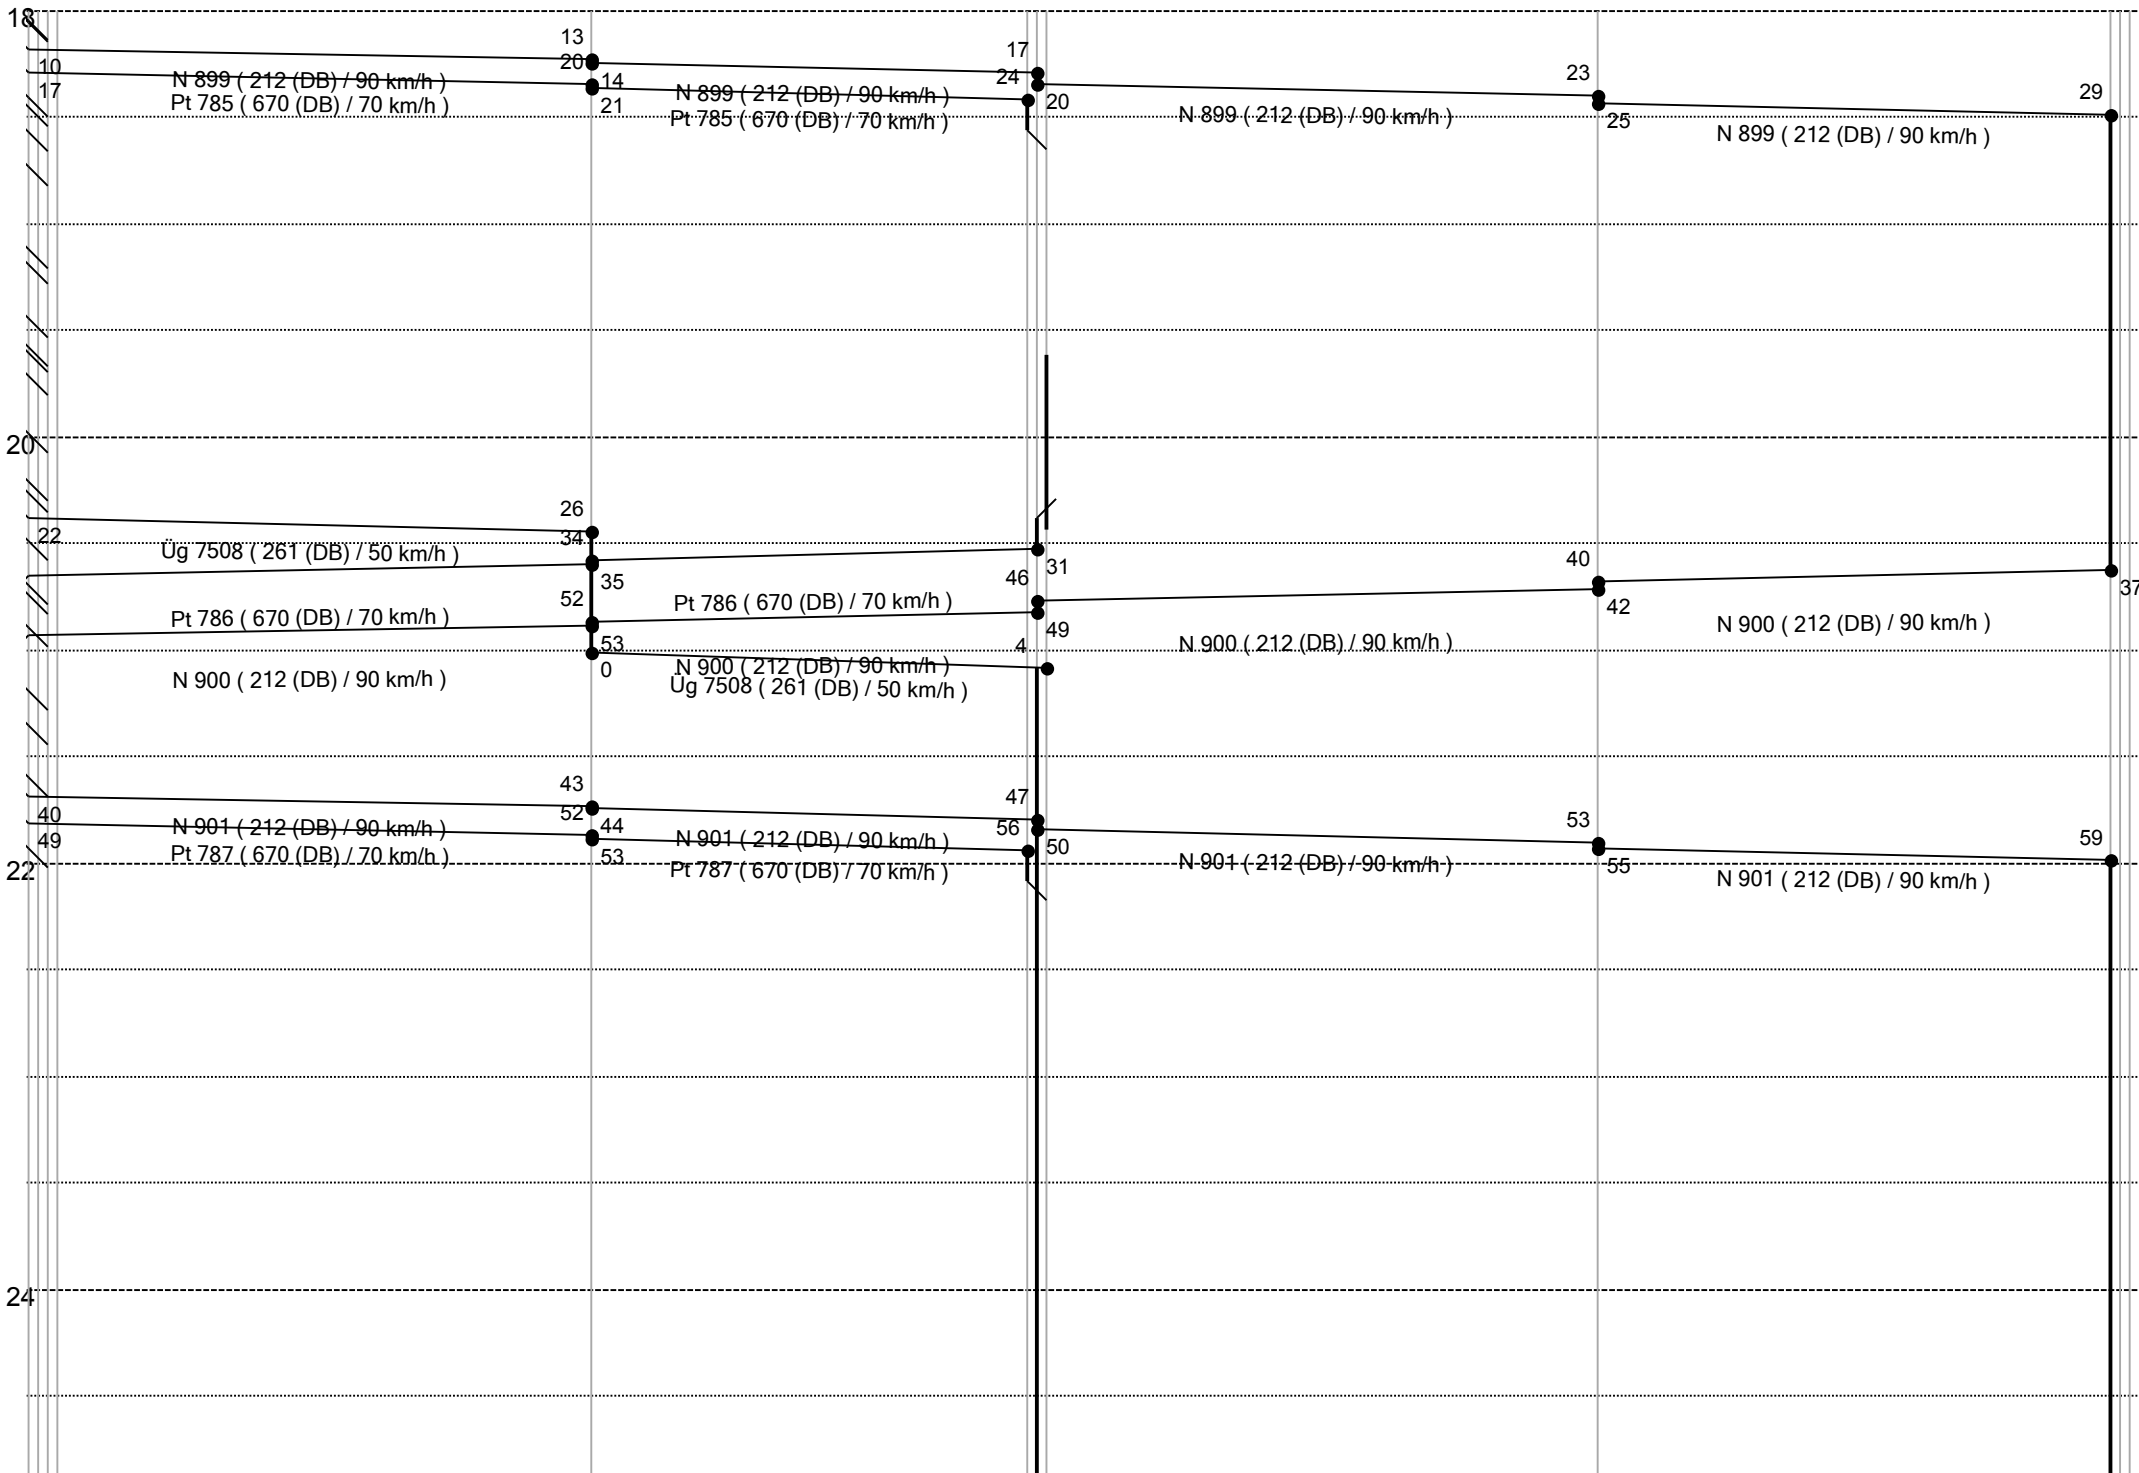 18
13
17
10
20
24
23
29
17
N 899 ( 212 (DB) / 90 km/h )
14
N 899 ( 212 (DB) / 90 km/h )
20
Pt 785 ( 670 (DB) / 70 km/h )
21
Pt 785 ( 670 (DB) / 70 km/h )
N 899 ( 212 (DB) / 90 km/h )
25
N 899 ( 212 (DB) / 90 km/h )
20
26
22
34
Üg 7508 ( 261 (DB) / 50 km/h )
31
40
35
46
37
52
Pt 786 ( 670 (DB) / 70 km/h )
42
Pt 786 ( 670 (DB) / 70 km/h )
49
N 900 ( 212 (DB) / 90 km/h )
53
4
N 900 ( 212 (DB) / 90 km/h )
0
N 900 ( 212 (DB) / 90 km/h )
N 900 ( 212 (DB) / 90 km/h )
Üg 7508 ( 261 (DB) / 50 km/h )
43
47
40
52
56
53
59
49
N 901 ( 212 (DB) / 90 km/h )
44
N 901 ( 212 (DB) / 90 km/h )
50
Pt 787 ( 670 (DB) / 70 km/h )
53
Pt 787 ( 670 (DB) / 70 km/h )
N 901 ( 212 (DB) / 90 km/h )
55
N 901 ( 212 (DB) / 90 km/h )
22
24